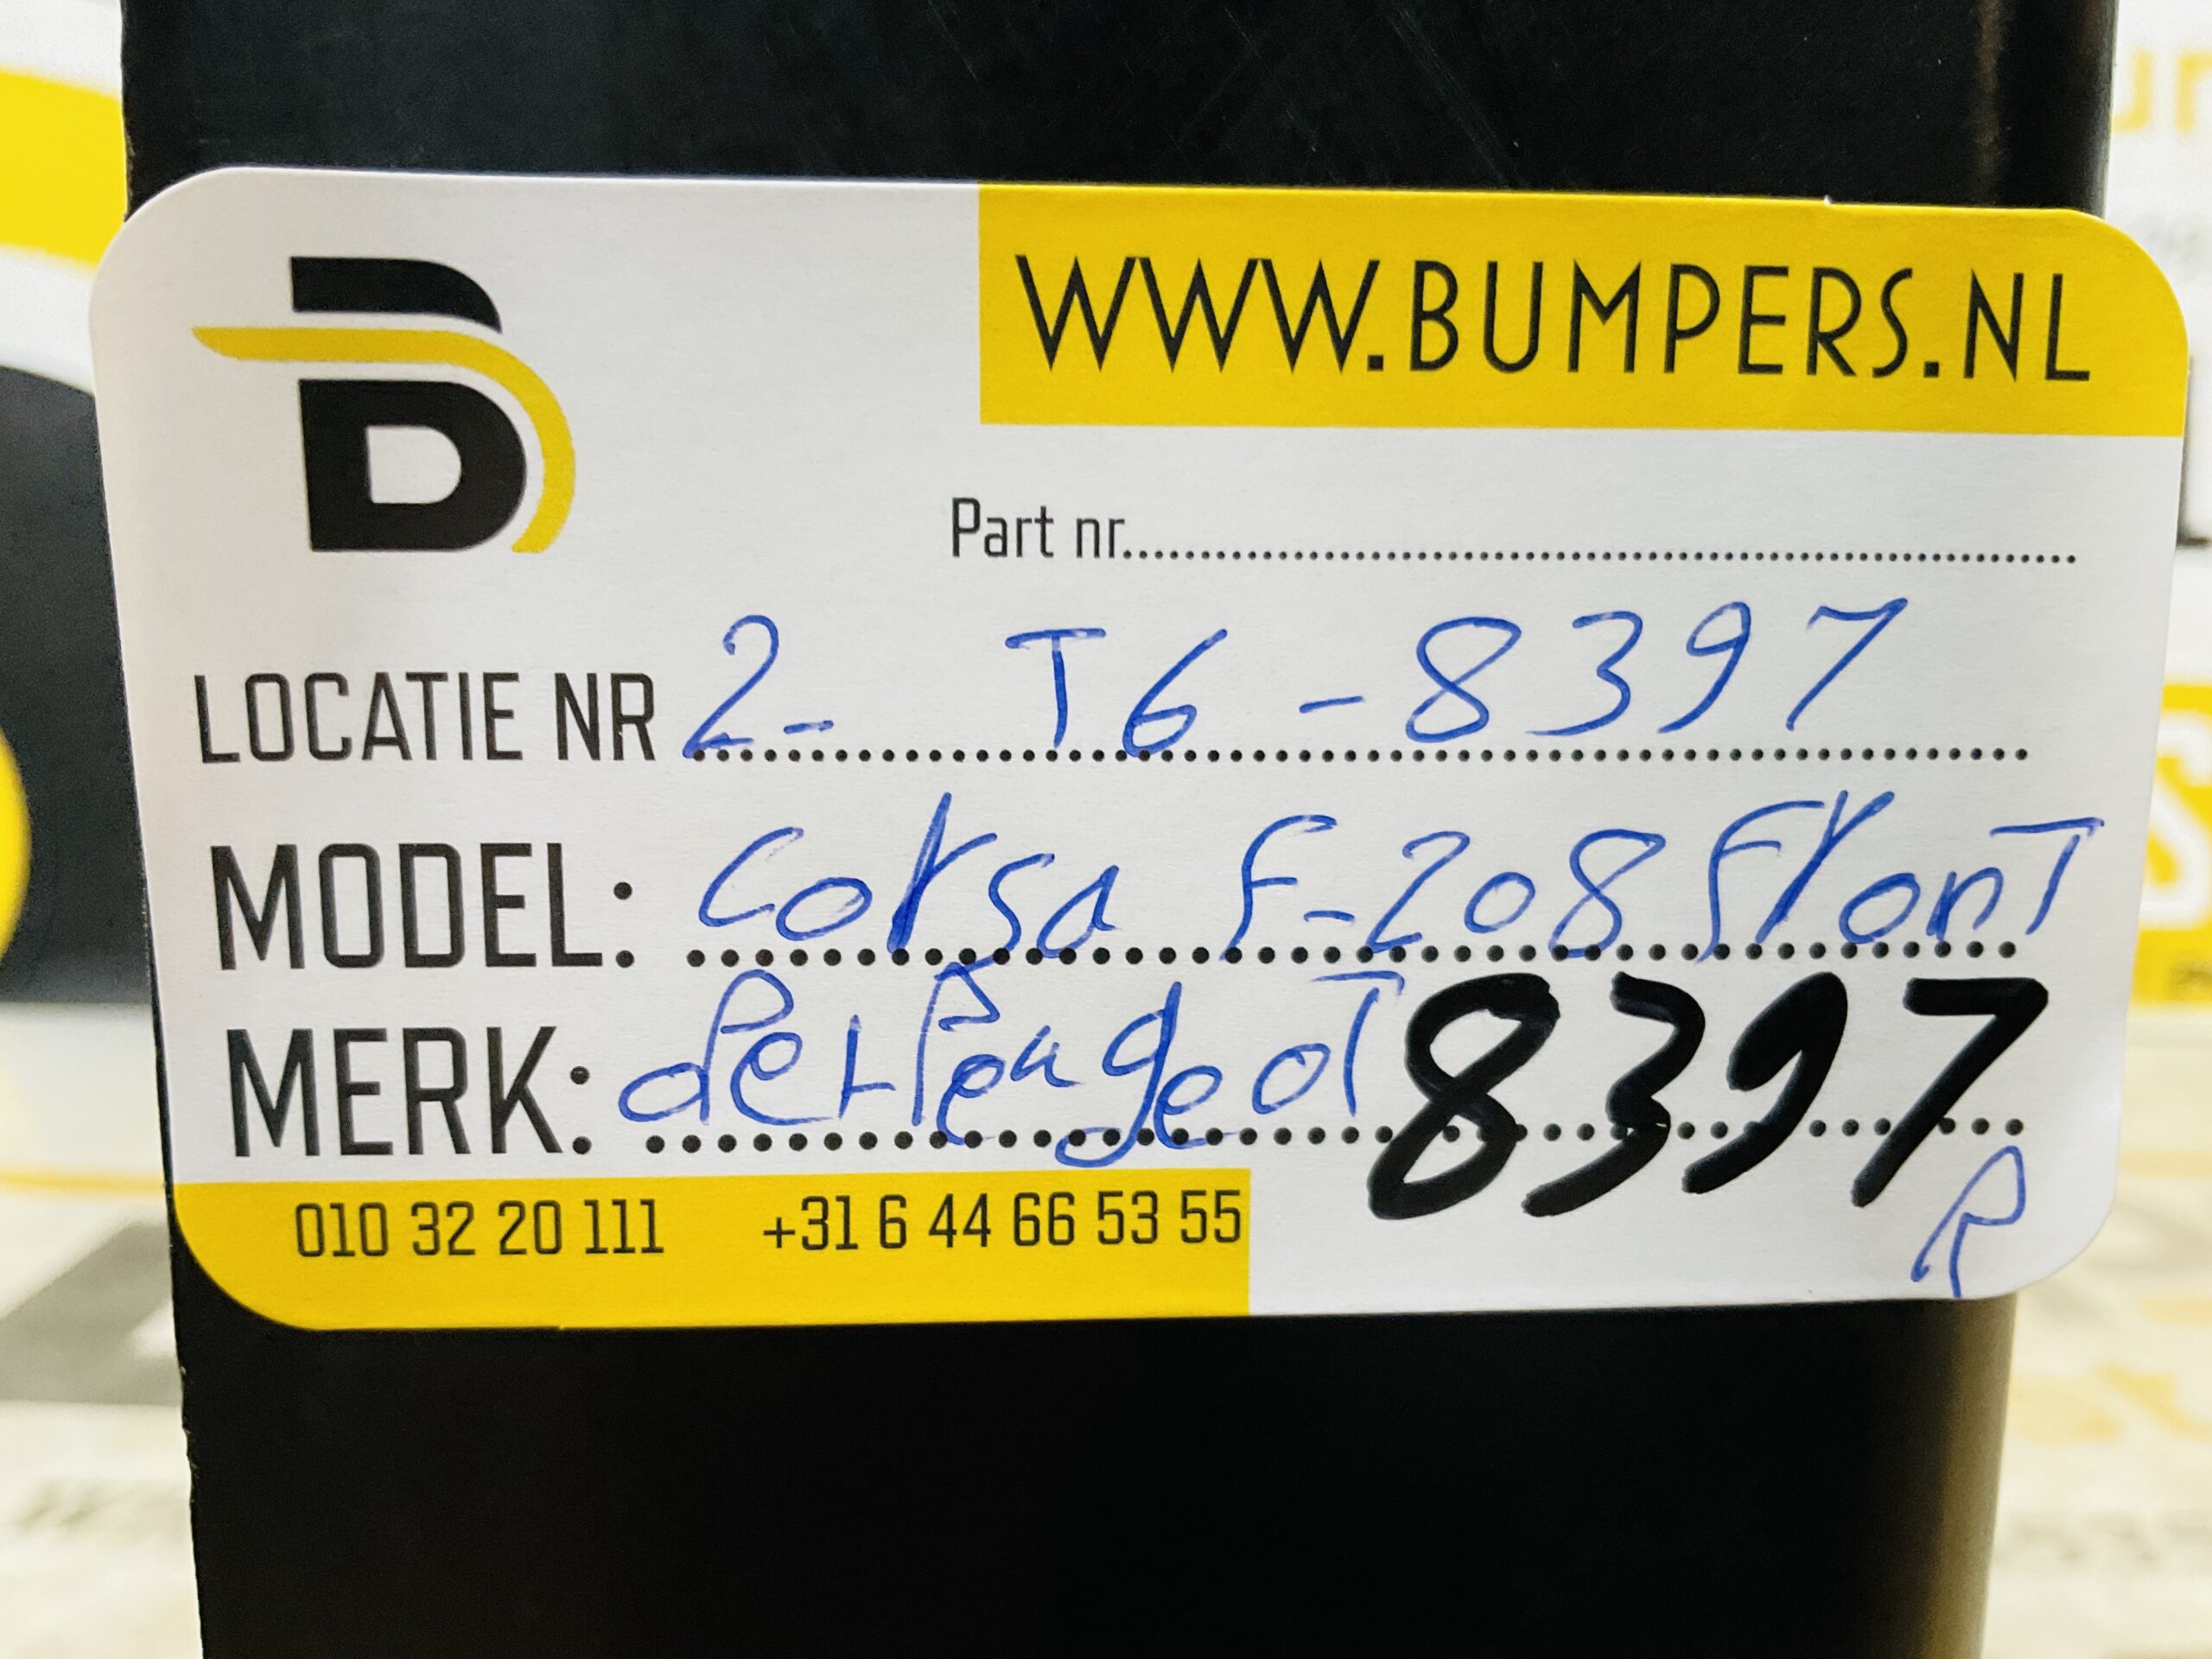 WWW.BUMPERS.NL
Part nr
LOCATIE NR 2- T6 - 8397
MODEL: Corsa F-208 Front
MERK: opel Peugeot 8397
010 32 20 111 +31 6 44 66 53 55
R